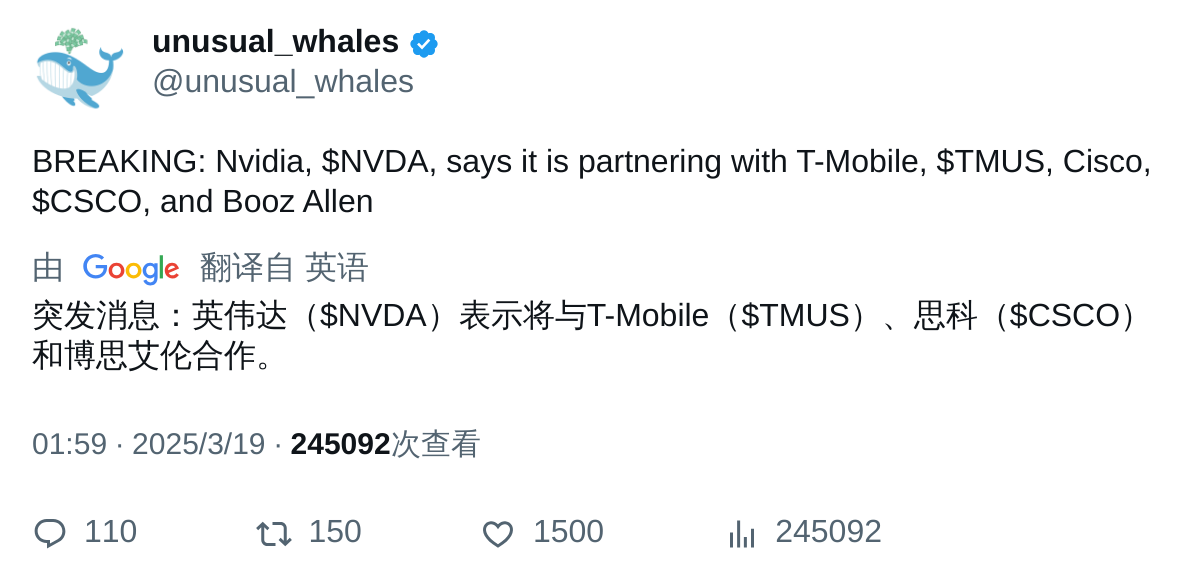 unusual_whales
@unusual_whales
BREAKING: Nvidia, $NVDA, says it is partnering with T-Mobile, $TMUS, Cisco,
$CSCO, and Booz Allen
由 Google 翻译自 英语
突发消息：英伟达（$NVDA）表示将与T-Mobile（$TMUS）、思科（$CSCO）
和博思艾伦合作。
01:59 · 2025/3/19 · 245092次查看
110 150 1500 245092